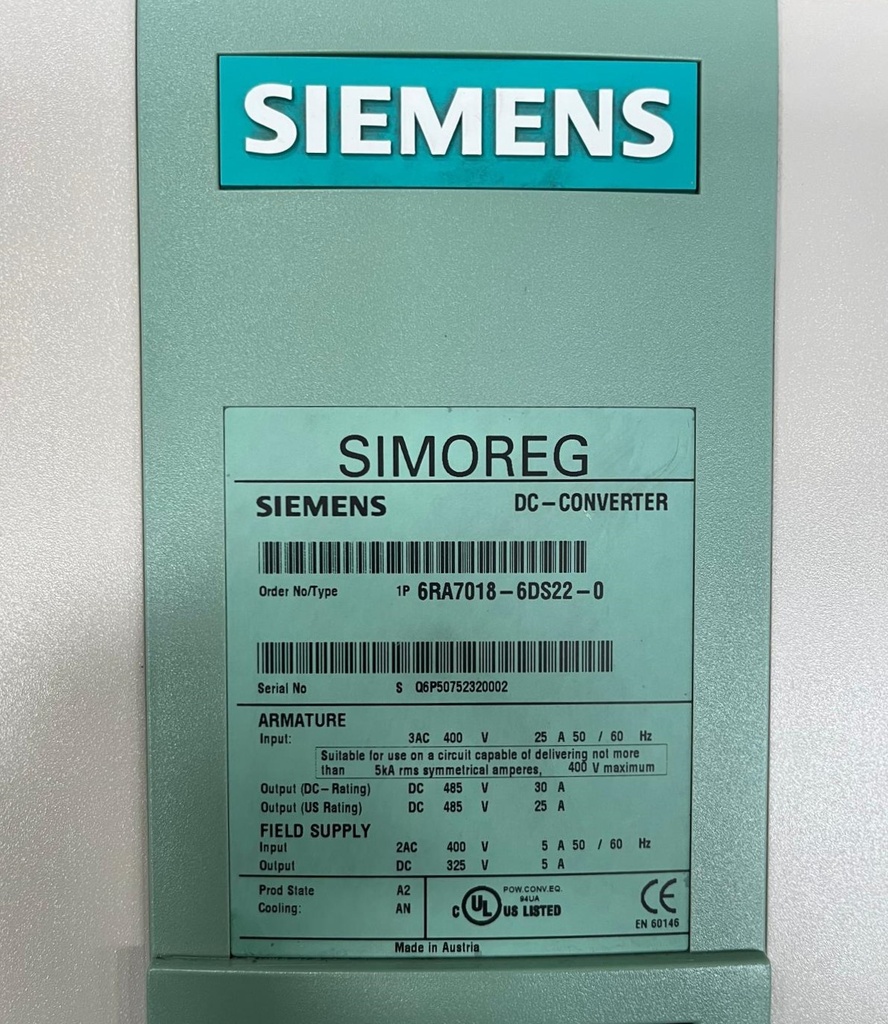 SIEMENS
SIMOREG
SIEMENS DC-CONVERTER
Order No/Type 1P 6RA7018-6DS22-0
Serial No S Q6P50752320002
ARMATURE
Input: 3AC 400 V 25 A 50 / 60 Hz
Suitable for use on a circuit capable of delivering not more
than 5kA rms symmetrical amperes, 400 V maximum
Output (DC-Rating) DC 485 V 30 A
Output (US Rating) DC 485 V 25 A
FIELD SUPPLY
Input 2AC 400 V 5 A 50 / 60 Hz
Output DC 325 V 5 A
Prod State A2
Cooling: AN
POW.CONV.EQ.
94UA
C UL US LISTED
CE
EN 60146
Made in Austria